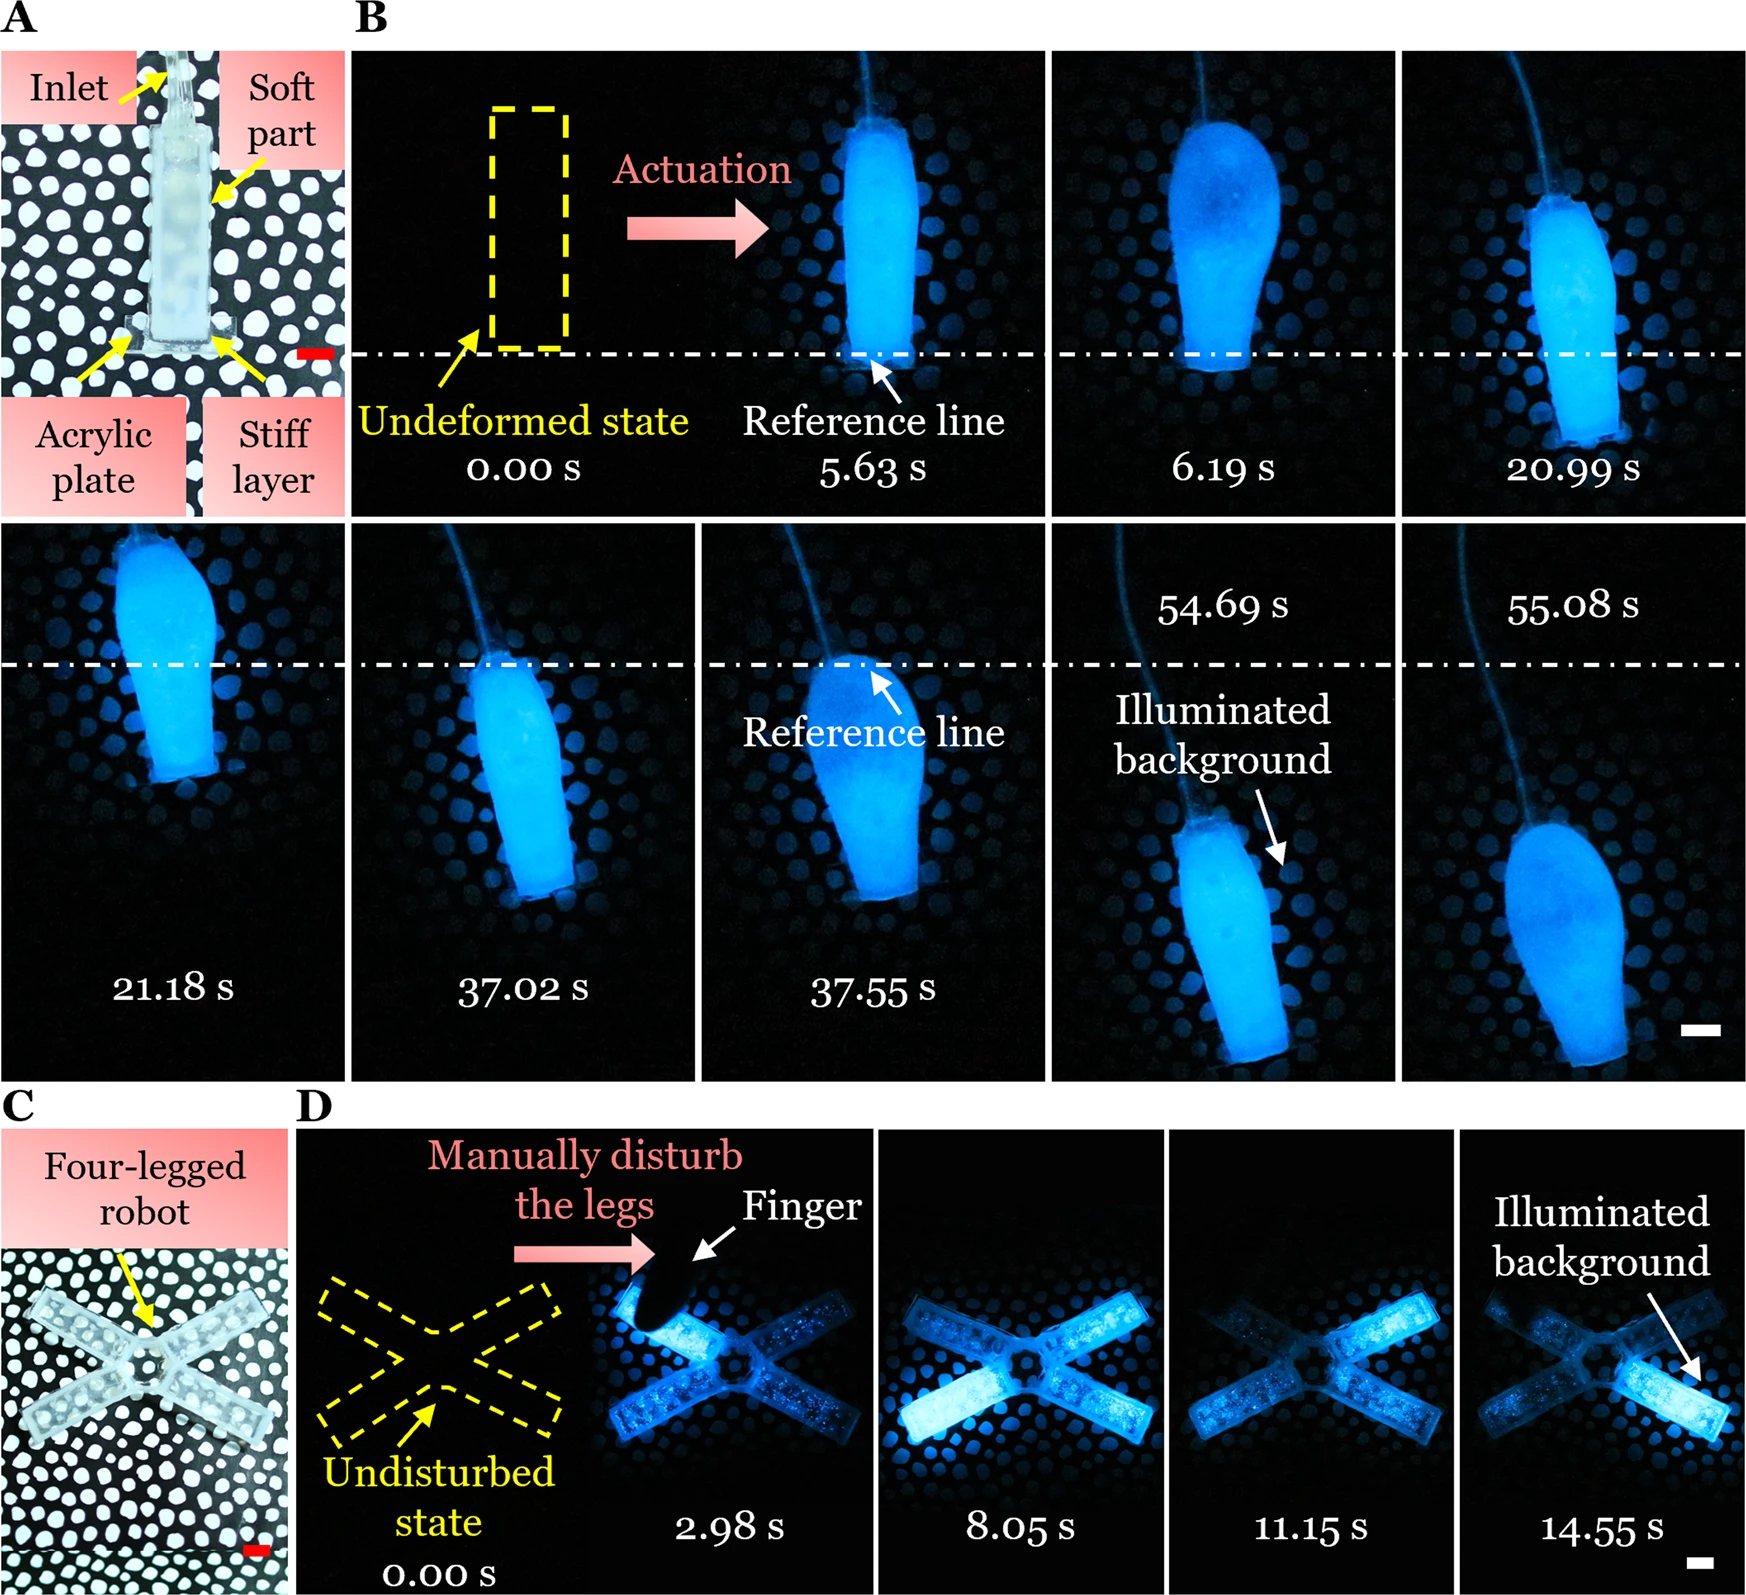 A
B
Inlet
Soft
part
Acrylic
plate
Stiff
layer
Actuation
Undeformed state
0.00 s
Reference line
5.63 s
6.19 s
20.99 s
21.18 s
37.02 s
Reference line
37.55 s
54.69 s
Illuminated
background
55.08 s
C
D
Four-legged
robot
Manually disturb
the legs
Finger
Undisturbed
state
0.00 s
2.98 s
8.05 s
11.15 s
Illuminated
background
14.55 s